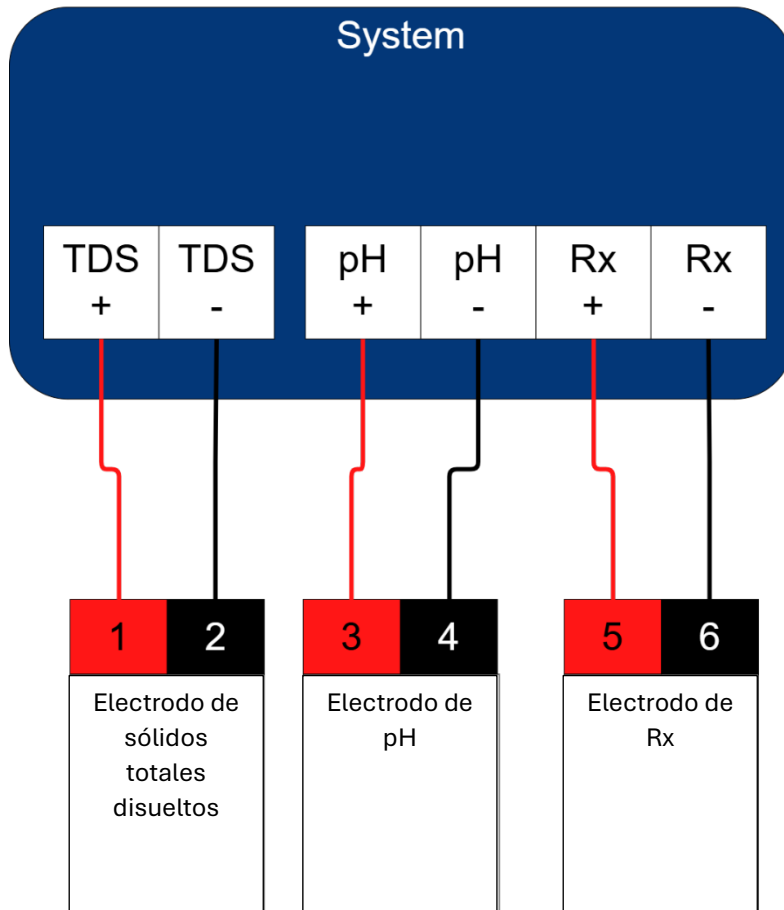 System
TDS TDS pH pH Rx Rx
+ - + - + -
1 2 3 4 5 6
Electrodo de
sólidos
totales
disueltos
Electrodo de
pH
Electrodo de
Rx